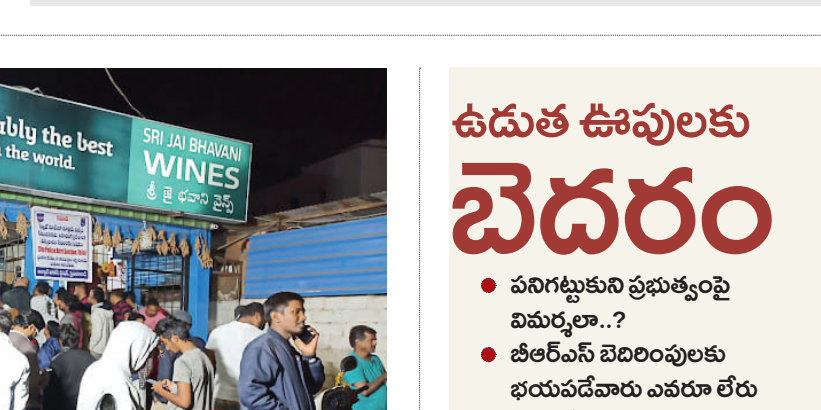 ably the best
the world.
SRI JAI BHAVANI
WINES
శ్రీ జై భవాని వైన్స్
ఉడుత ఊపులకు
బెదరం
పనిగట్టుకుని ప్రభుత్వంపై
విమర్శలా..?
బీఆర్ఎస్ బెదిరింపులకు
భయపడేవారు ఎవరూ లేరు